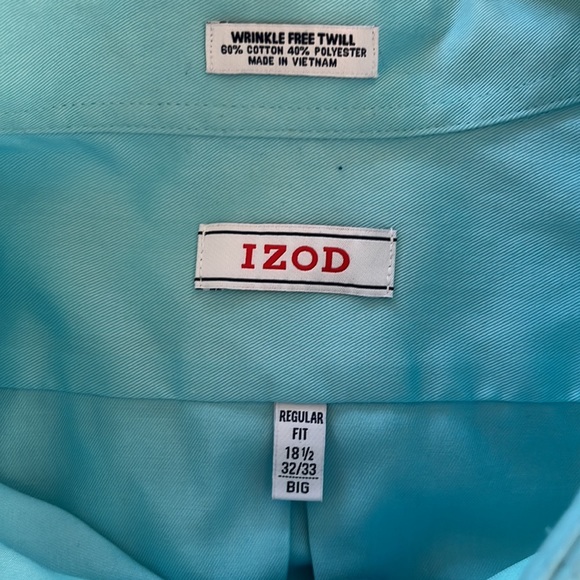 WRINKLE FREE TWILL
60% COTTON 40% POLYESTER
MADE IN VIETNAM
IZOD
REGULAR
FIT
18 1/2
32/33
BIG